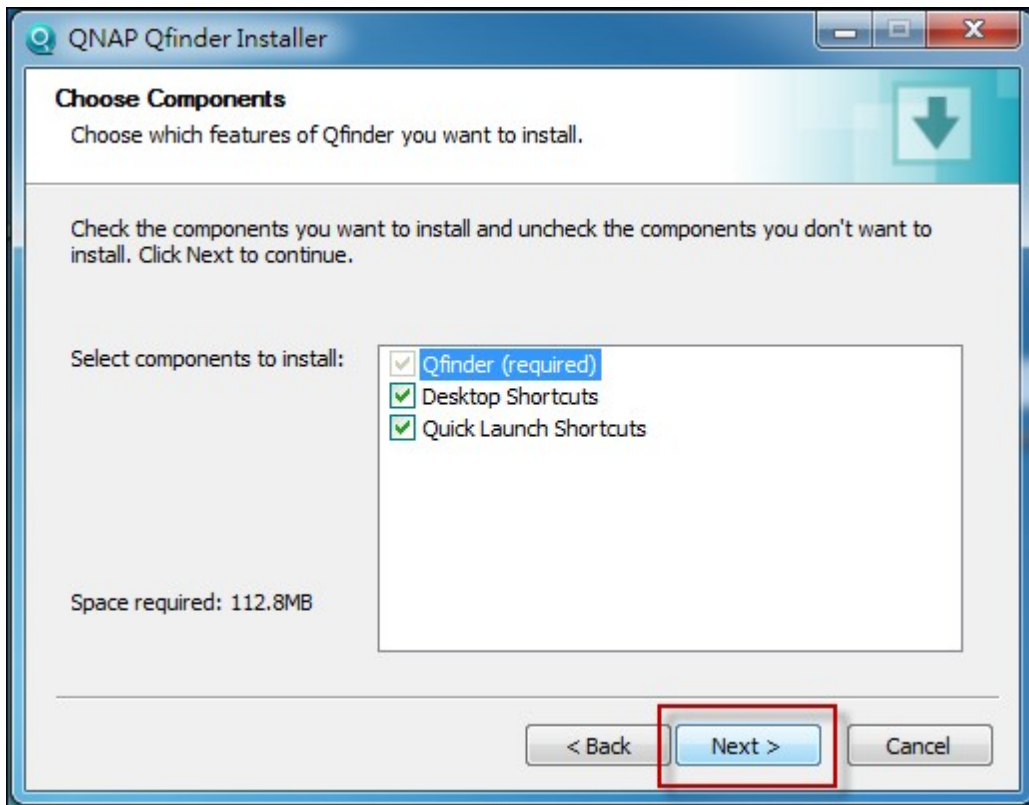 QNAP Qfinder Installer
Choose Components
Choose which features of Qfinder you want to install.
Check the components you want to install and uncheck the components you don't want to
install. Click Next to continue.
Select components to install:
Qfinder (required)
Desktop Shortcuts
Quick Launch Shortcuts
Space required: 112.8MB
< Back
Next >
Cancel